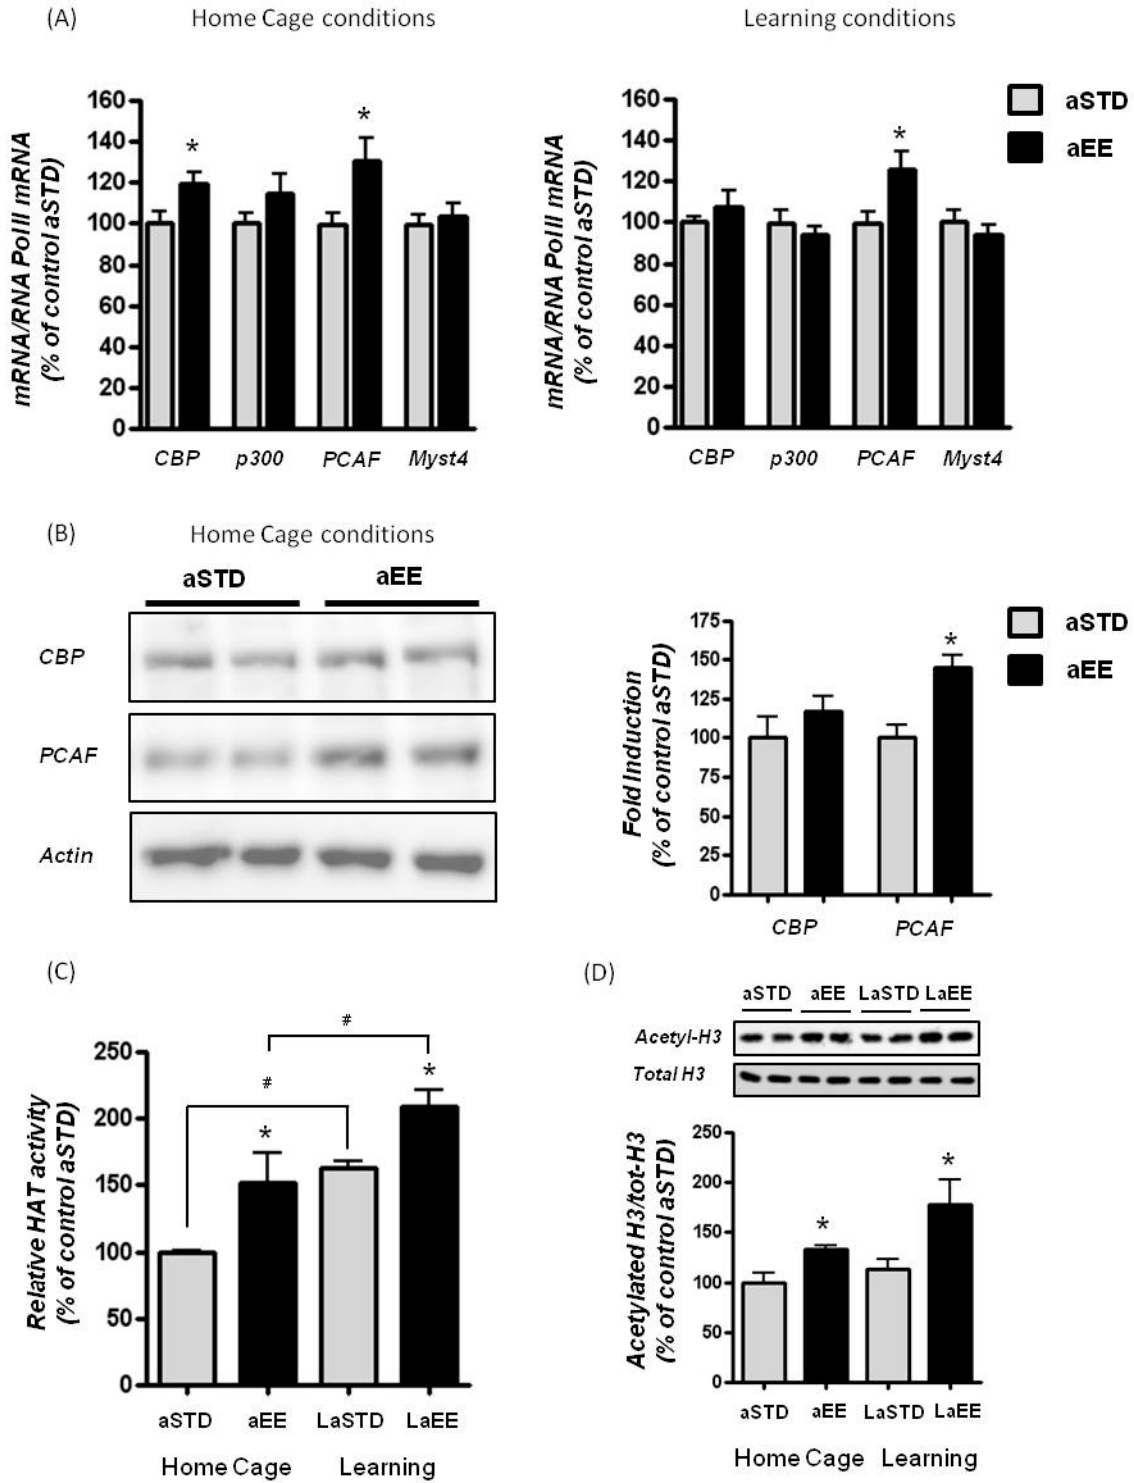 (A)
Home Cage conditions
Learning conditions
mRNA/RNA PolII mRNA
(% of control aSTD)
160
140
120
100
80
60
40
20
0
*
*
CBP
p300
PCAF
Myst4
mRNA/RNA PolII mRNA
(% of control aSTD)
160
140
120
100
80
60
40
20
0
*
CBP
p300
PCAF
Myst4
aSTD
aEE
(B)
Home Cage conditions
aSTD
aEE
CBP
PCAF
Actin
Fold Induction
(% of control aSTD)
175
150
125
100
75
50
25
0
*
CBP
PCAF
aSTD
aEE
(C)
Relative HAT activity
(% of control aSTD)
250
200
150
100
50
0
#
#
*
*
aSTD
aEE
LaSTD
LaEE
Home Cage
Learning
(D)
aSTD aEE LaSTD LaEE
Acetyl-H3
Total H3
Acetylated H3/tot-H3
(% of control aSTD)
250
200
150
100
50
0
*
*
aSTD
aEE
LaSTD
LaEE
Home Cage
Learning